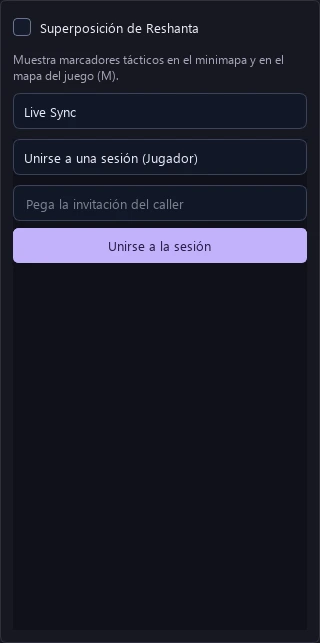 Superposición de Reshanta
Muestra marcadores tácticos en el minimapa y en el
mapa del juego (M).
Live Sync
Unirse a una sesión (Jugador)
Pega la invitación del caller
Unirse a la sesión